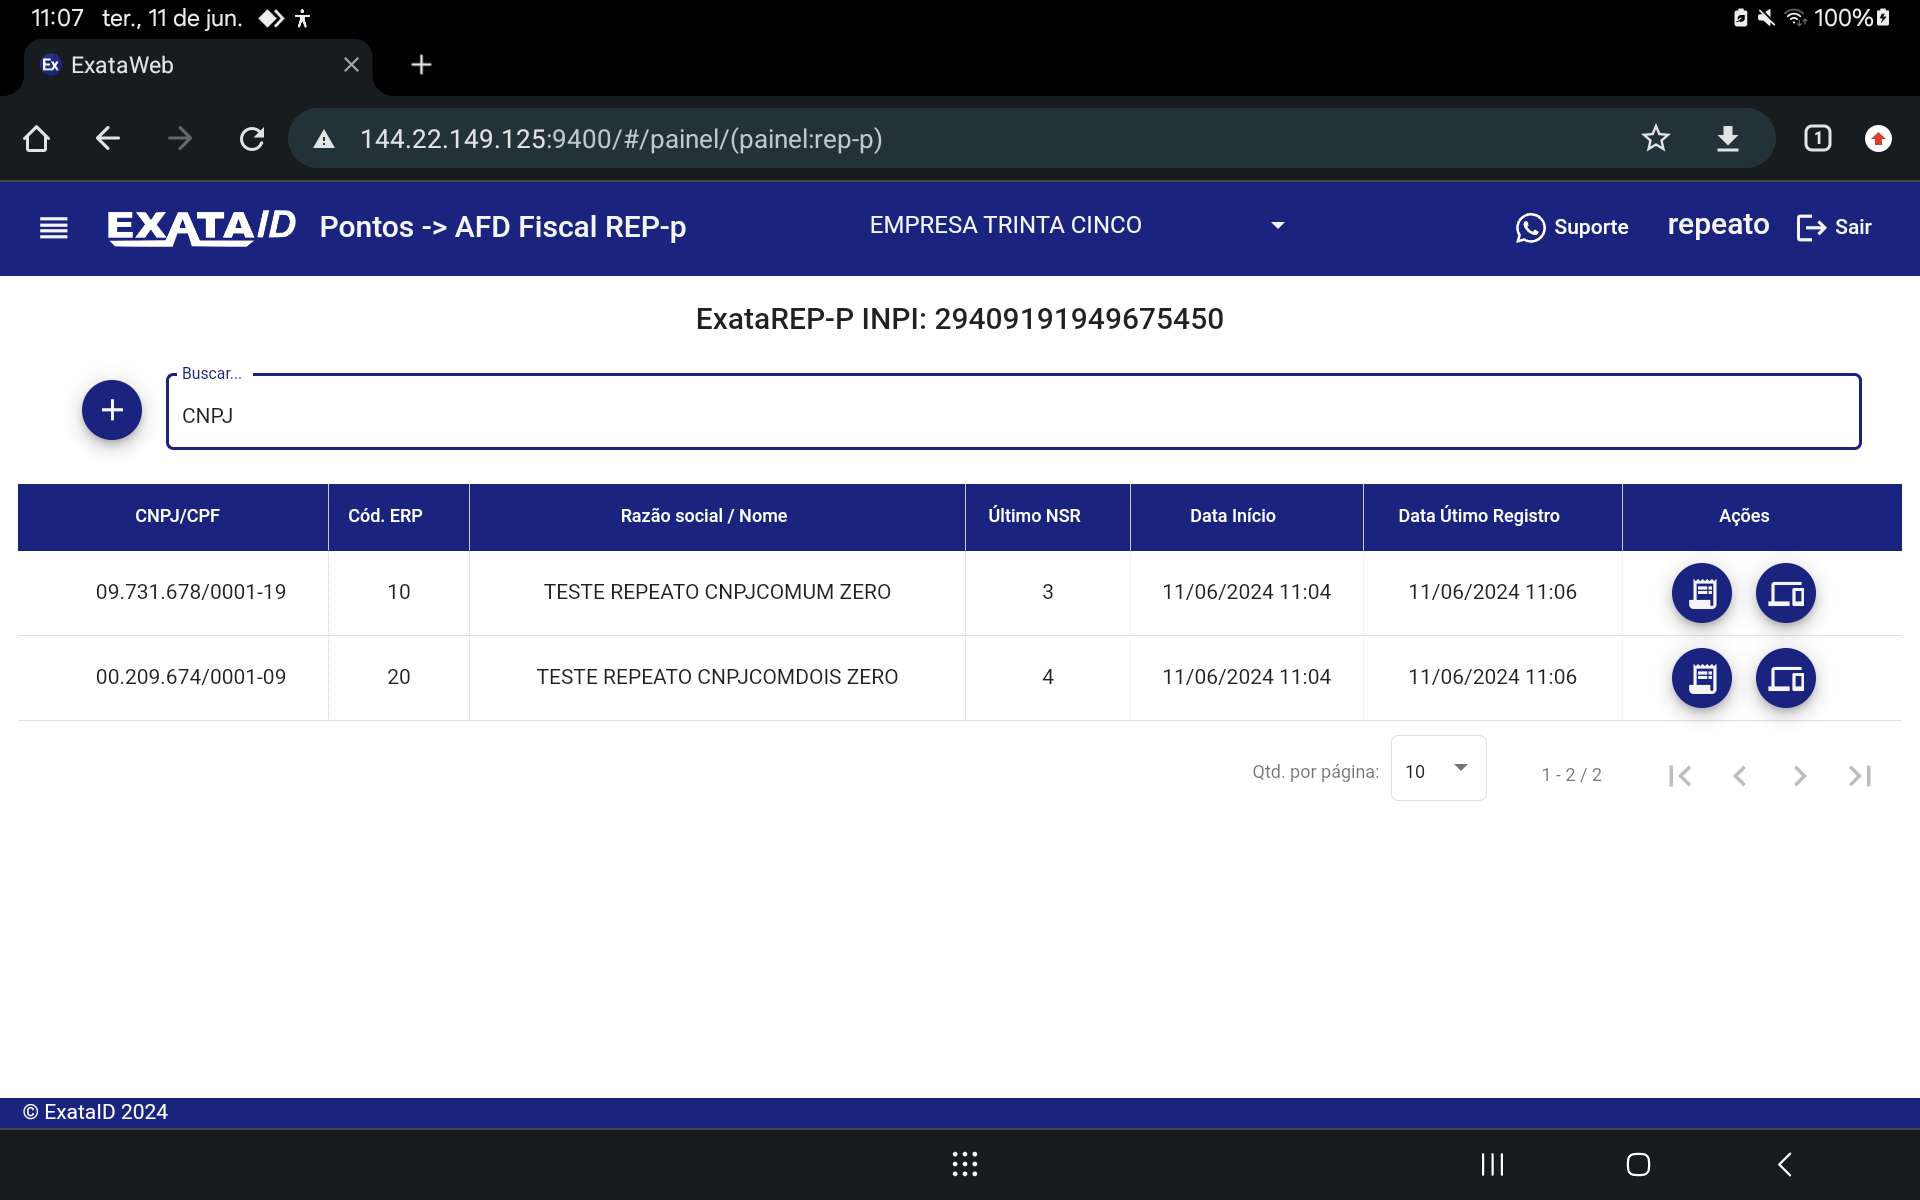 11:07 ter., 11 de jun. 100%
Ex ExataWeb
144.22.149.125:9400/#/painel/(painel:rep-p) 1
EXATAID Pontos -> AFD Fiscal REP-p EMPRESA TRINTA CINCO Suporte repeato Sair
ExataREP-P INPI: 29409191949675450
Buscar...
CNPJ
CNPJ/CPF Cód. ERP Razão social / Nome Último NSR Data Início Data Útimo Registro Ações
09.731.678/0001-19 10 TESTE REPEATO CNPJCOMUM ZERO 3 11/06/2024 11:04 11/06/2024 11:06
00.209.674/0001-09 20 TESTE REPEATO CNPJCOMDOIS ZERO 4 11/06/2024 11:04 11/06/2024 11:06
Qtd. por página: 10 1 - 2 / 2
© ExataID 2024